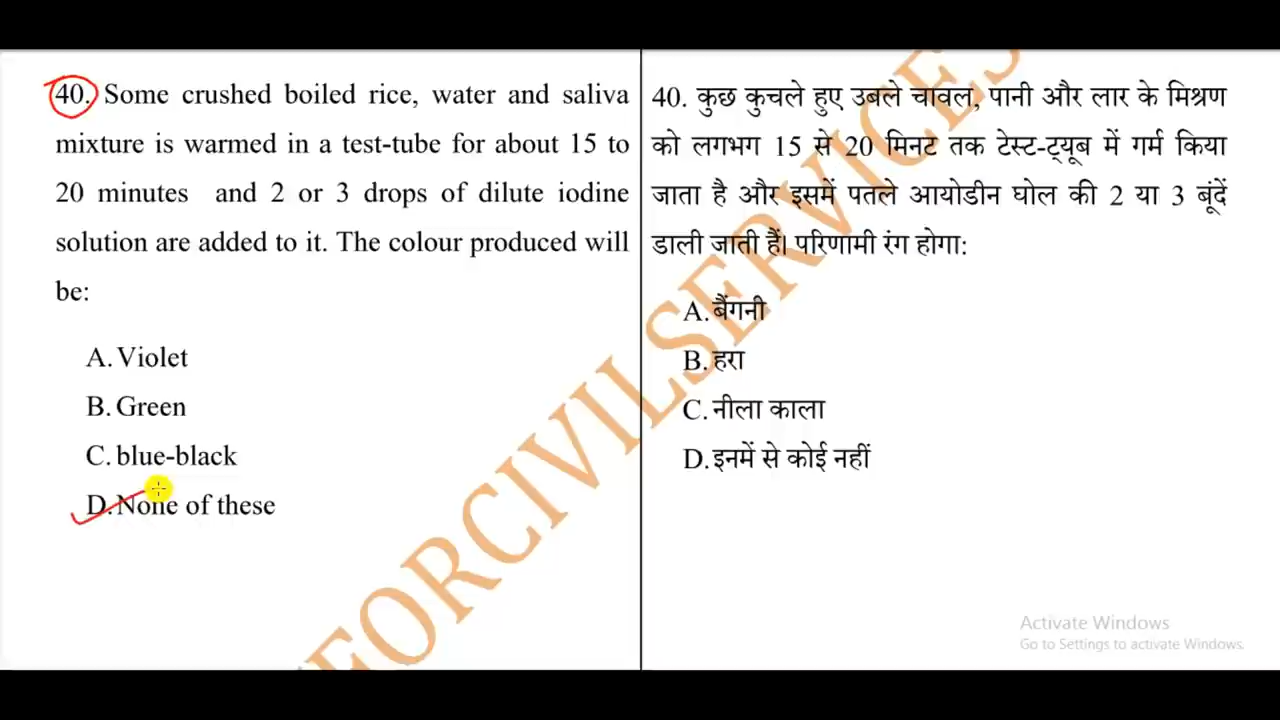 40. Some crushed boiled rice, water and saliva
mixture is warmed in a test-tube for about 15 to
20 minutes and 2 or 3 drops of dilute iodine
solution are added to it. The colour produced will
be:
A. Violet
B. Green
C. blue-black
D. None of these
40. कुछ कुचले हुए उबले चावल, पानी और लार के मिश्रण
को लगभग 15 से 20 मिनट तक टेस्ट-ट्यूब में गर्म किया
जाता है और इसमें पतले आयोडीन घोल की 2 या 3 बूंदें
डाली जाती हैं। परिणामी रंग होगा:
A. बैंगनी
B. हरा
C. नीला काला
D. इनमें से कोई नहीं
FORCIVILSERVICES
Activate Windows
Go to Settings to activate Windows.